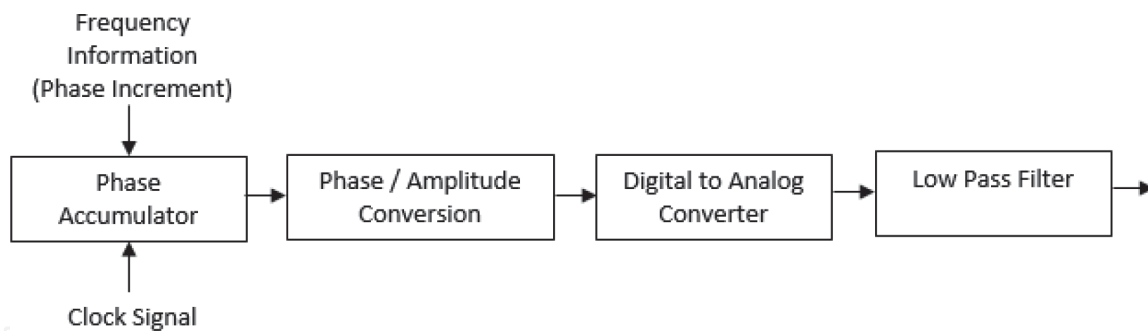 Frequency
Information
(Phase Increment)
Phase
Accumulator
Phase / Amplitude
Conversion
Digital to Analog
Converter
Low Pass Filter
Clock Signal